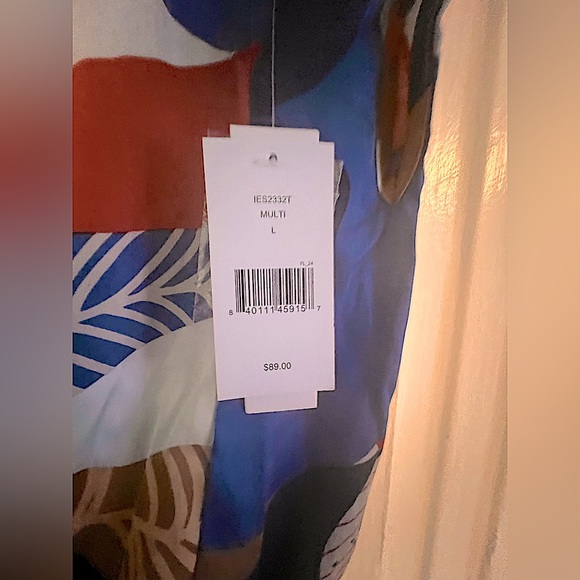 IES2332T
MULTI
L
FL_24
8 40111 45915 7
$89.00